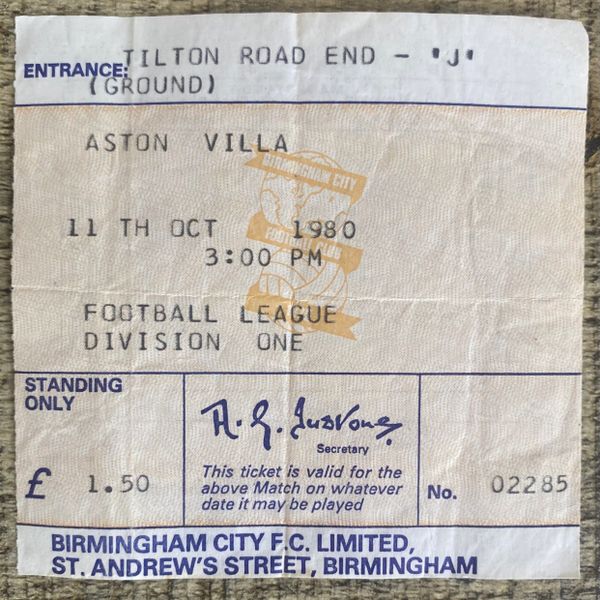 TILTON ROAD END - 'J'
ENTRANCE:
(GROUND)
ASTON VILLA
BIRMINGHAM CITY
FOOTBALL CLUB
11 TH OCT 1980
3:00 PM
FOOTBALL LEAGUE
DIVISION ONE
STANDING
ONLY
£ 1.50
Secretary
This ticket is valid for the
above Match on whatever
date it may be played
No. 02285
BIRMINGHAM CITY F.C. LIMITED,
ST. ANDREW'S STREET, BIRMINGHAM